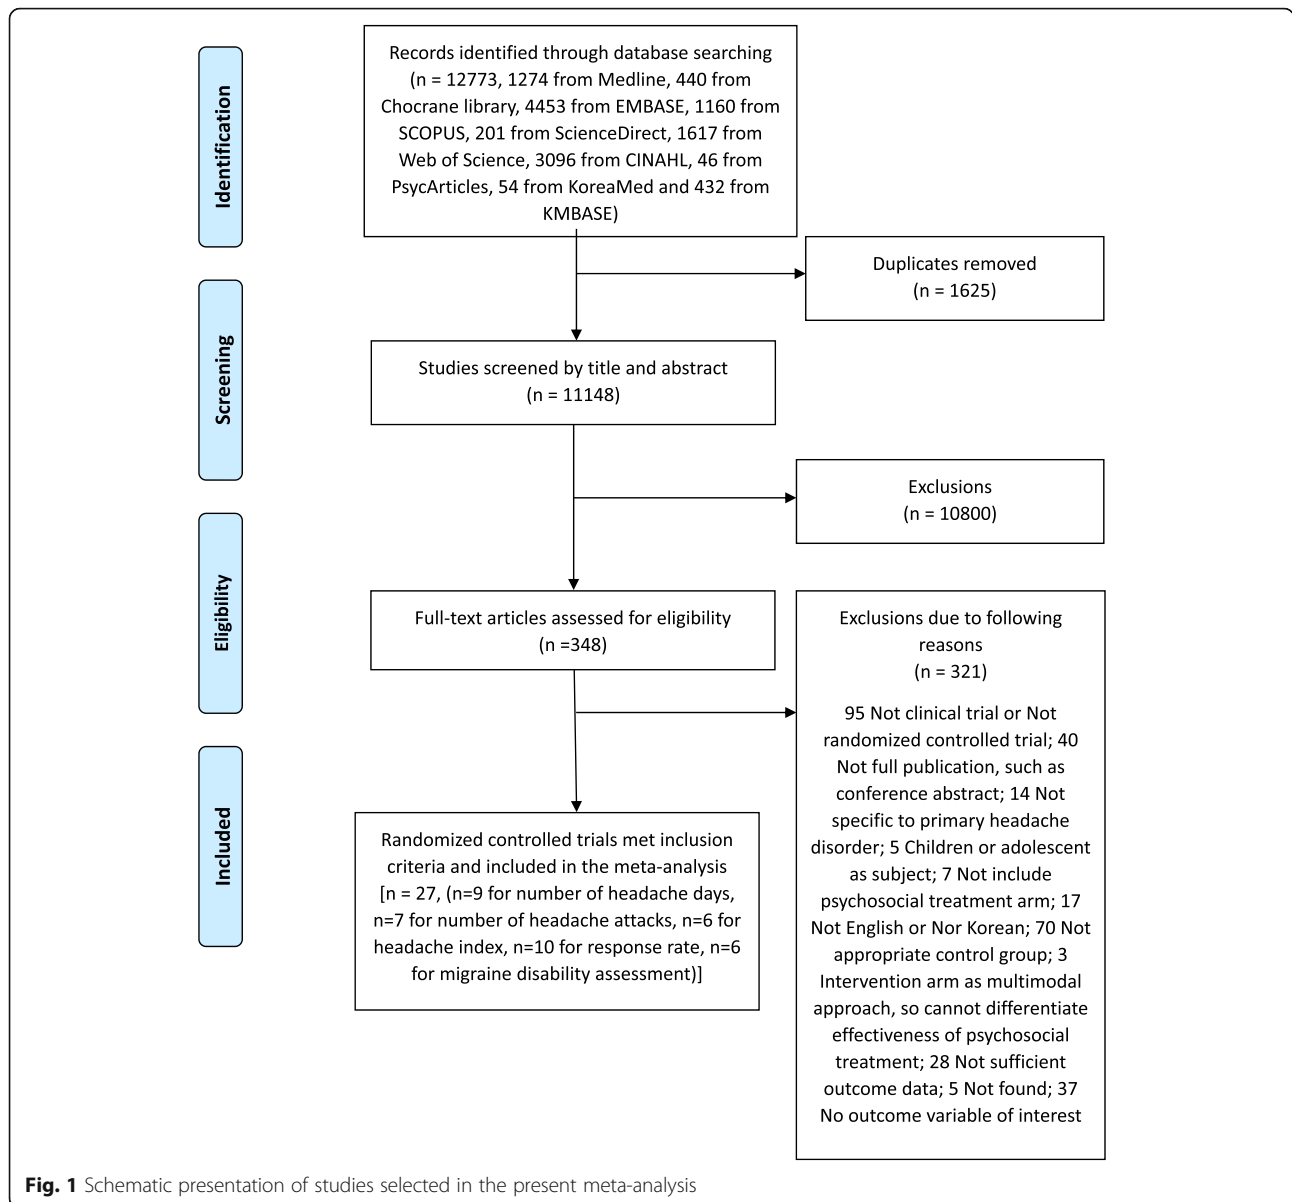 Identification
Records identified through database searching
(n = 12773, 1274 from Medline, 440 from
Chocrane library, 4453 from EMBASE, 1160 from
SCOPUS, 201 from ScienceDirect, 1617 from
Web of Science, 3096 from CINAHL, 46 from
PsycArticles, 54 from KoreaMed and 432 from
KMBASE)
Duplicates removed
(n = 1625)
Screening
Studies screened by title and abstract
(n = 11148)
Exclusions
(n = 10800)
Eligibility
Full-text articles assessed for eligibility
(n =348)
Exclusions due to following
reasons
(n = 321)
95 Not clinical trial or Not
randomized controlled trial; 40
Not full publication, such as
conference abstract; 14 Not
specific to primary headache
disorder; 5 Children or adolescent
as subject; 7 Not include
psychosocial treatment arm; 17
Not English or Nor Korean; 70 Not
appropriate control group; 3
Intervention arm as multimodal
approach, so cannot differentiate
effectiveness of psychosocial
treatment; 28 Not sufficient
outcome data; 5 Not found; 37
No outcome variable of interest
Included
Randomized controlled trials met inclusion
criteria and included in the meta-analysis
[n = 27, (n=9 for number of headache days,
n=7 for number of headache attacks, n=6 for
headache index, n=10 for response rate, n=6
for migraine disability assessment)]
Fig. 1 Schematic presentation of studies selected in the present meta-analysis